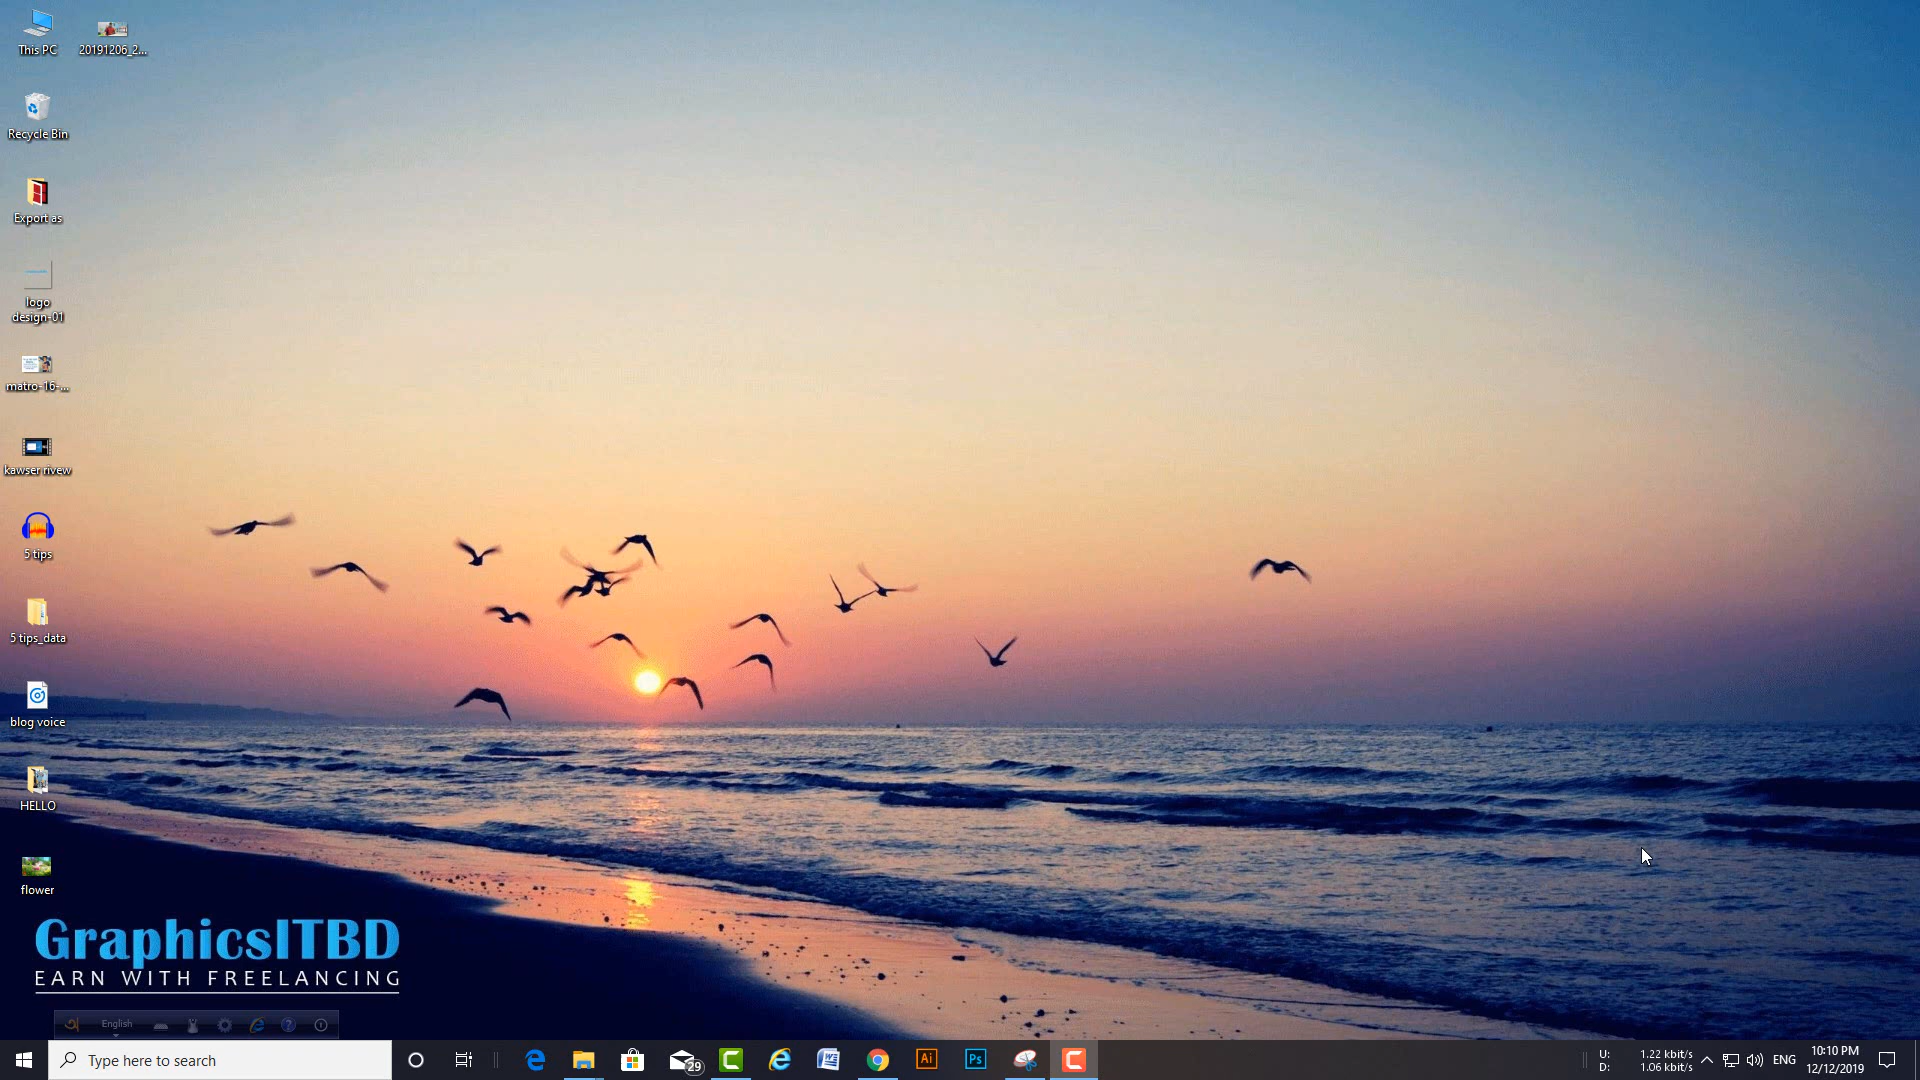 This PC
20191206_2...
Recycle Bin
Export as
logo
design-01
matro-16-...
kawser rivew
5 tips
5 tips_data
blog voice
HELLO
flower
GraphicsITBD
EARN WITH FREELANCING
English
Type here to search
29
Ai
Ps
U: 1.22 kbit/s
D: 1.06 kbit/s
ENG
10:10 PM
12/12/2019